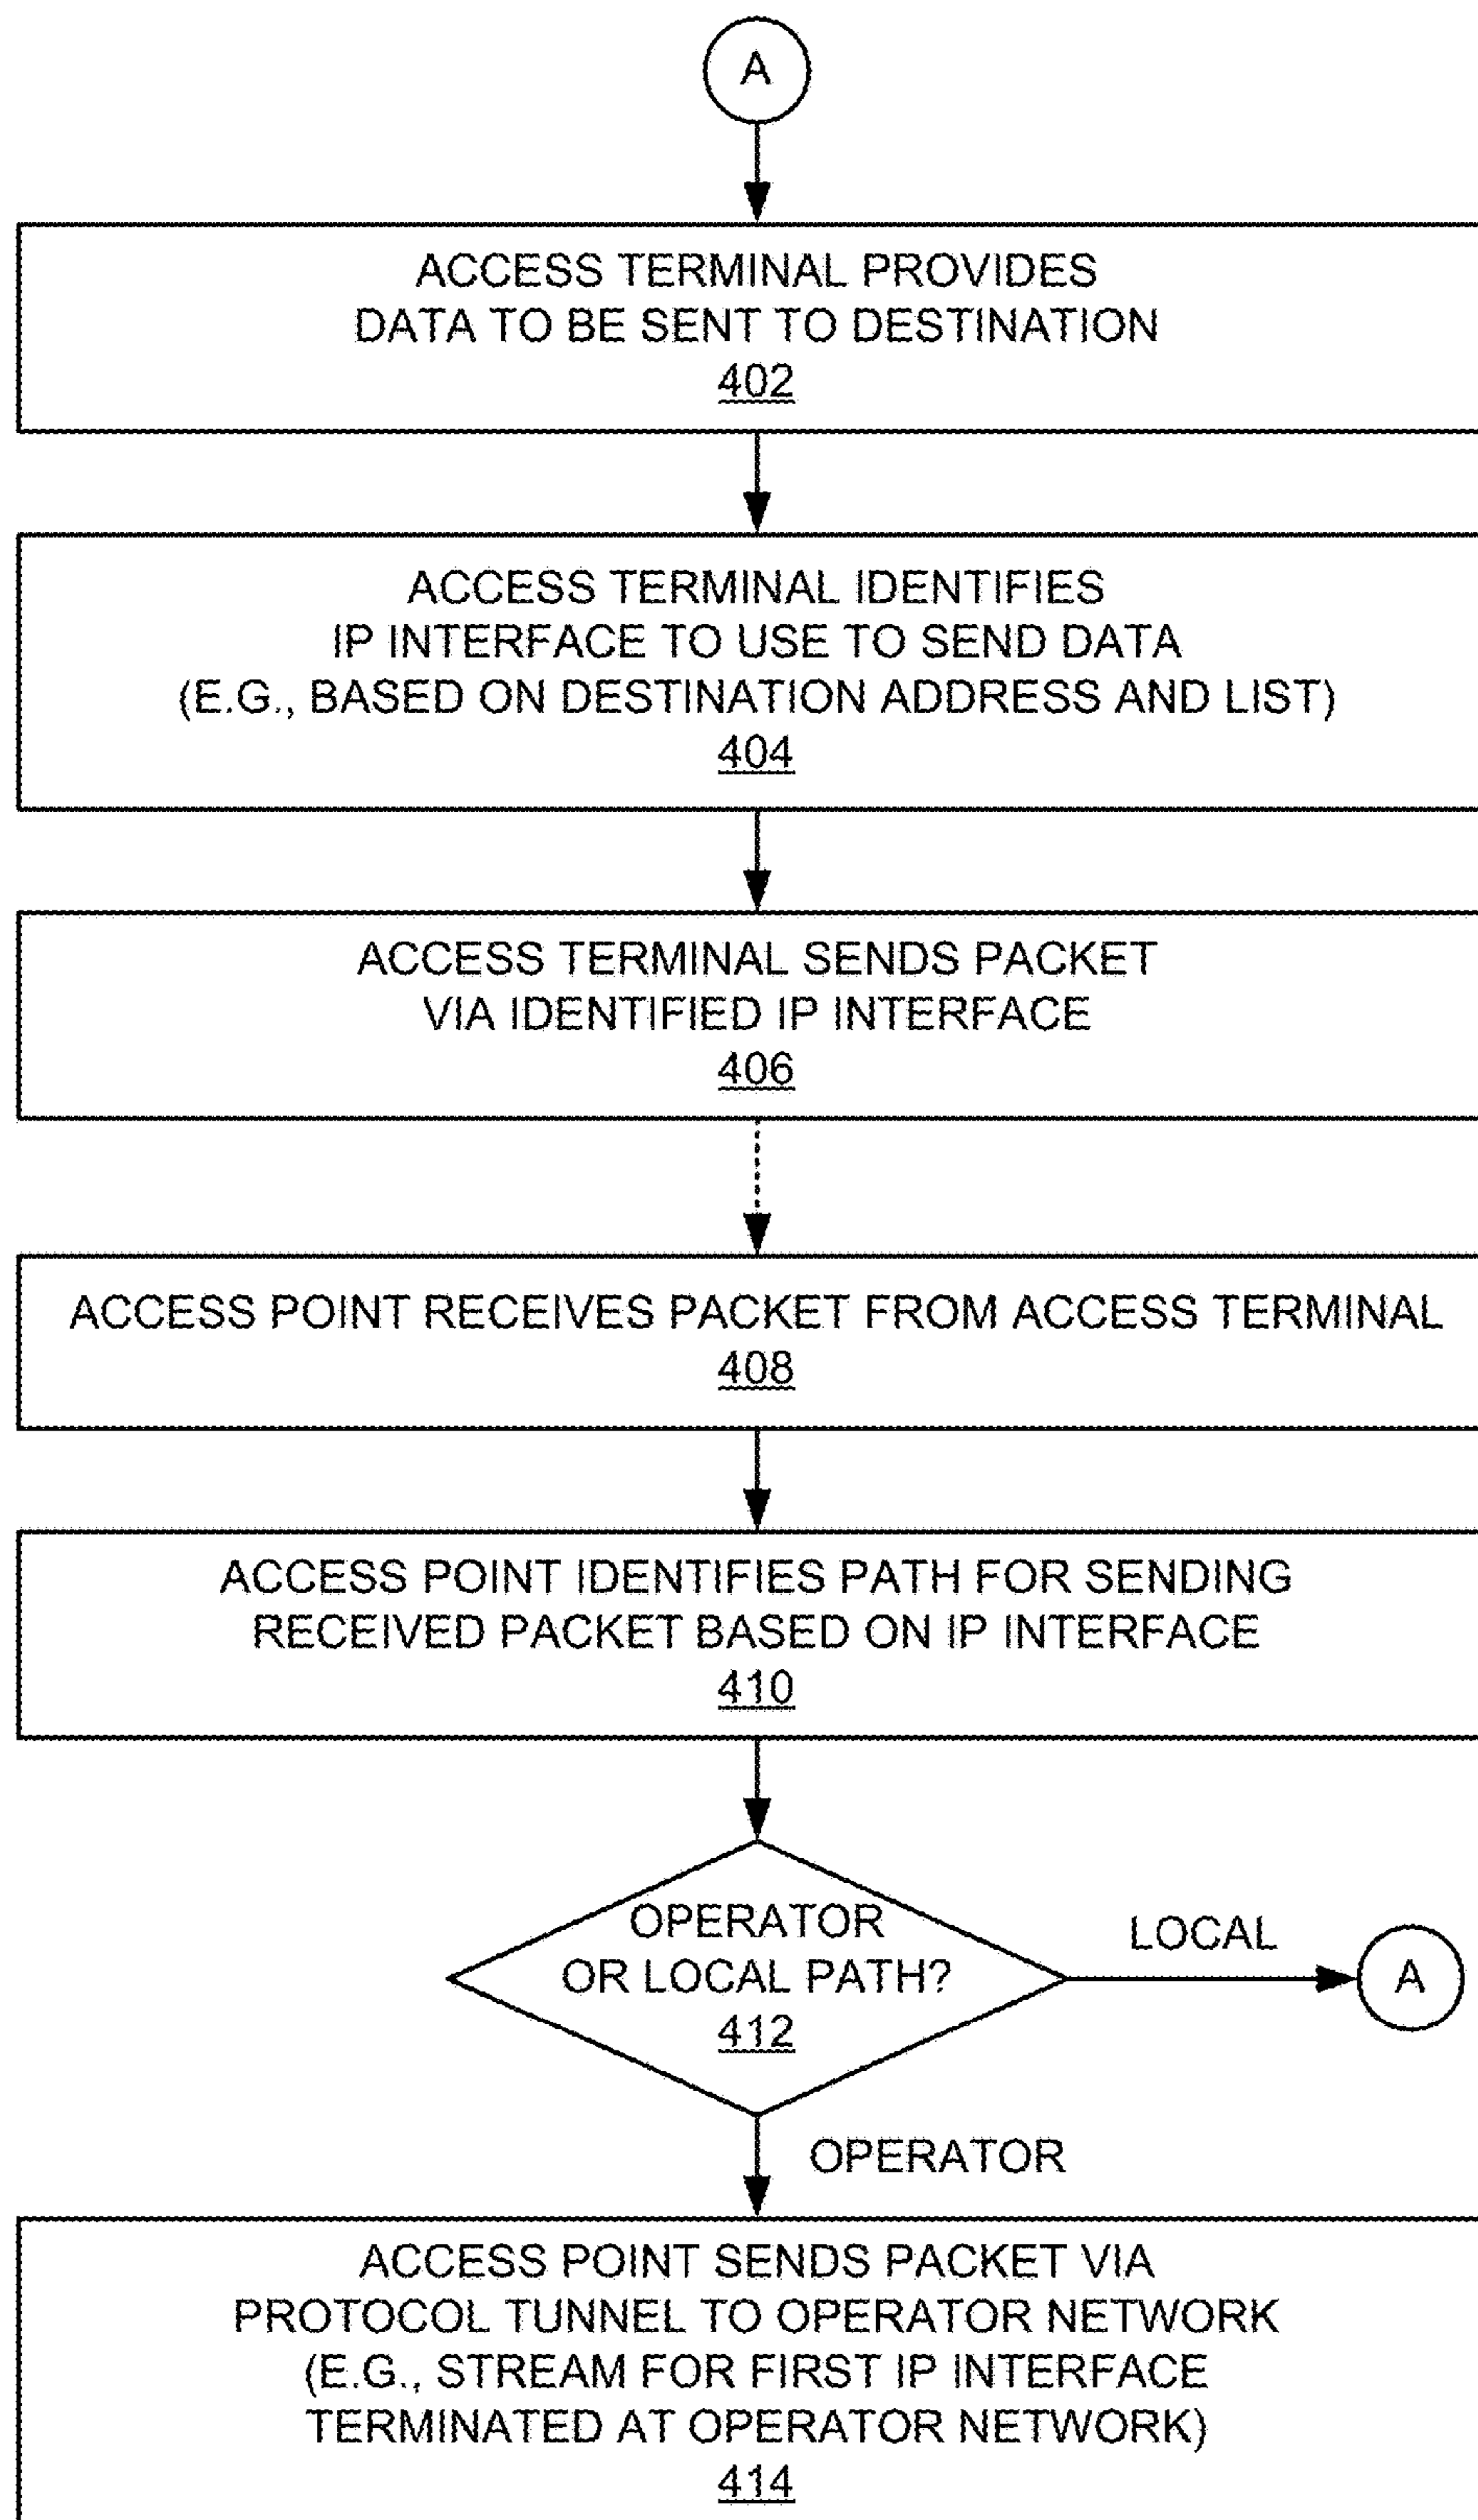 A
ACCESS TERMINAL PROVIDES
DATA TO BE SENT TO DESTINATION
402
ACCESS TERMINAL IDENTIFIES
IP INTERFACE TO USE TO SEND DATA
(E.G., BASED ON DESTINATION ADDRESS AND LIST)
404
ACCESS TERMINAL SENDS PACKET
VIA IDENTIFIED IP INTERFACE
406
ACCESS POINT RECEIVES PACKET FROM ACCESS TERMINAL
408
ACCESS POINT IDENTIFIES PATH FOR SENDING
RECEIVED PACKET BASED ON IP INTERFACE
410
OPERATOR
OR LOCAL PATH?
412
LOCAL
A
OPERATOR
ACCESS POINT SENDS PACKET VIA
PROTOCOL TUNNEL TO OPERATOR NETWORK
(E.G., STREAM FOR FIRST IP INTERFACE
TERMINATED AT OPERATOR NETWORK)
414